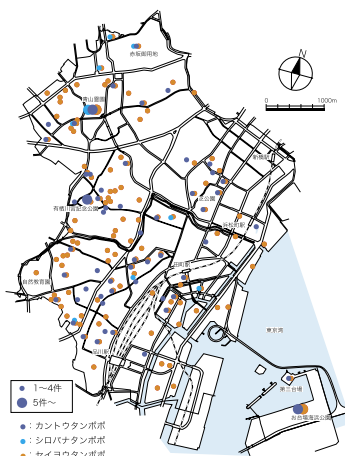 赤坂御用地
N
0 1000m
青山霊園
新橋駅
芝公園
有栖川宮記念公園
浜松町駅
田町駅
自然教育園
東京湾
品川駅
第三台場
お台場海浜公園
1〜4件
5件〜
：カントウタンポポ
：シロバナタンポポ
：セイヨウタンポポ